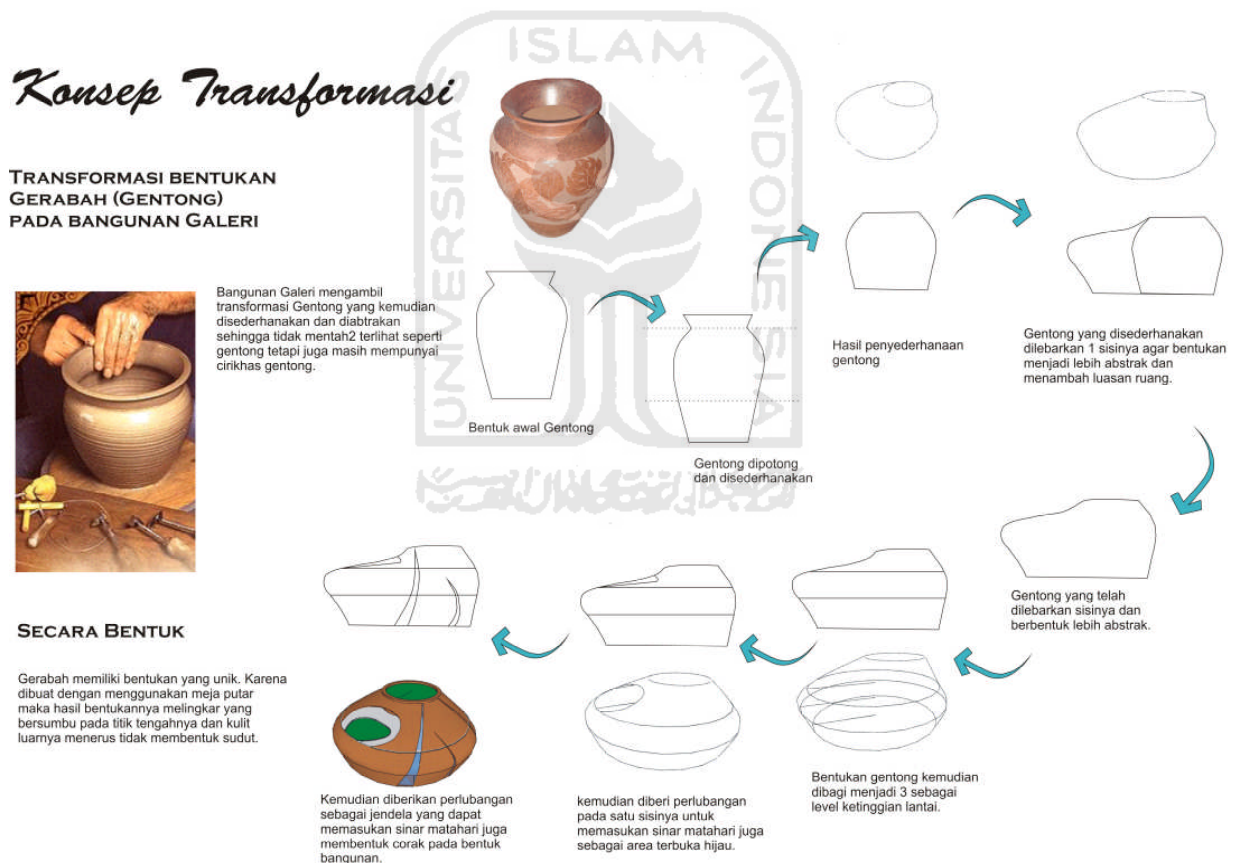 UNIVERSITAS ISLAM INDONESIA
Konsep Transformasi
TRANSFORMASI BENTUKAN
GERABAH (GENTONG)
PADA BANGUNAN GALERI
Bangunan Galeri mengambil
transformasi Gentong yang kemudian
disederhanakan dan diabtrakan
sehingga tidak mentah2 terlihat seperti
gentong tetapi juga masih mempunyai
cirikhas gentong.
Bentuk awal Gentong
Gentong dipotong
dan disederhanakan
Hasil penyederhanaan
gentong
Gentong yang disederhanakan
dilebarkan 1 sisinya agar bentukan
menjadi lebih abstrak dan
menambah luasan ruang.
Gentong yang telah
dilebarkan sisinya dan
berbentuk lebih abstrak.
Bentukan gentong kemudian
dibagi menjadi 3 sebagai
level ketinggian lantai.
kemudian diberi perlubangan
pada satu sisinya untuk
memasukan sinar matahari juga
sebagai area terbuka hijau.
Kemudian diberikan perlubangan
sebagai jendela yang dapat
memasukan sinar matahari juga
membentuk corak pada bentuk
bangunan.
SECARA BENTUK
Gerabah memiliki bentukan yang unik. Karena
dibuat dengan menggunakan meja putar
maka hasil bentukannya melingkar yang
bersumbu pada titik tengahnya dan kulit
luarnya menerus tidak membentuk sudut.